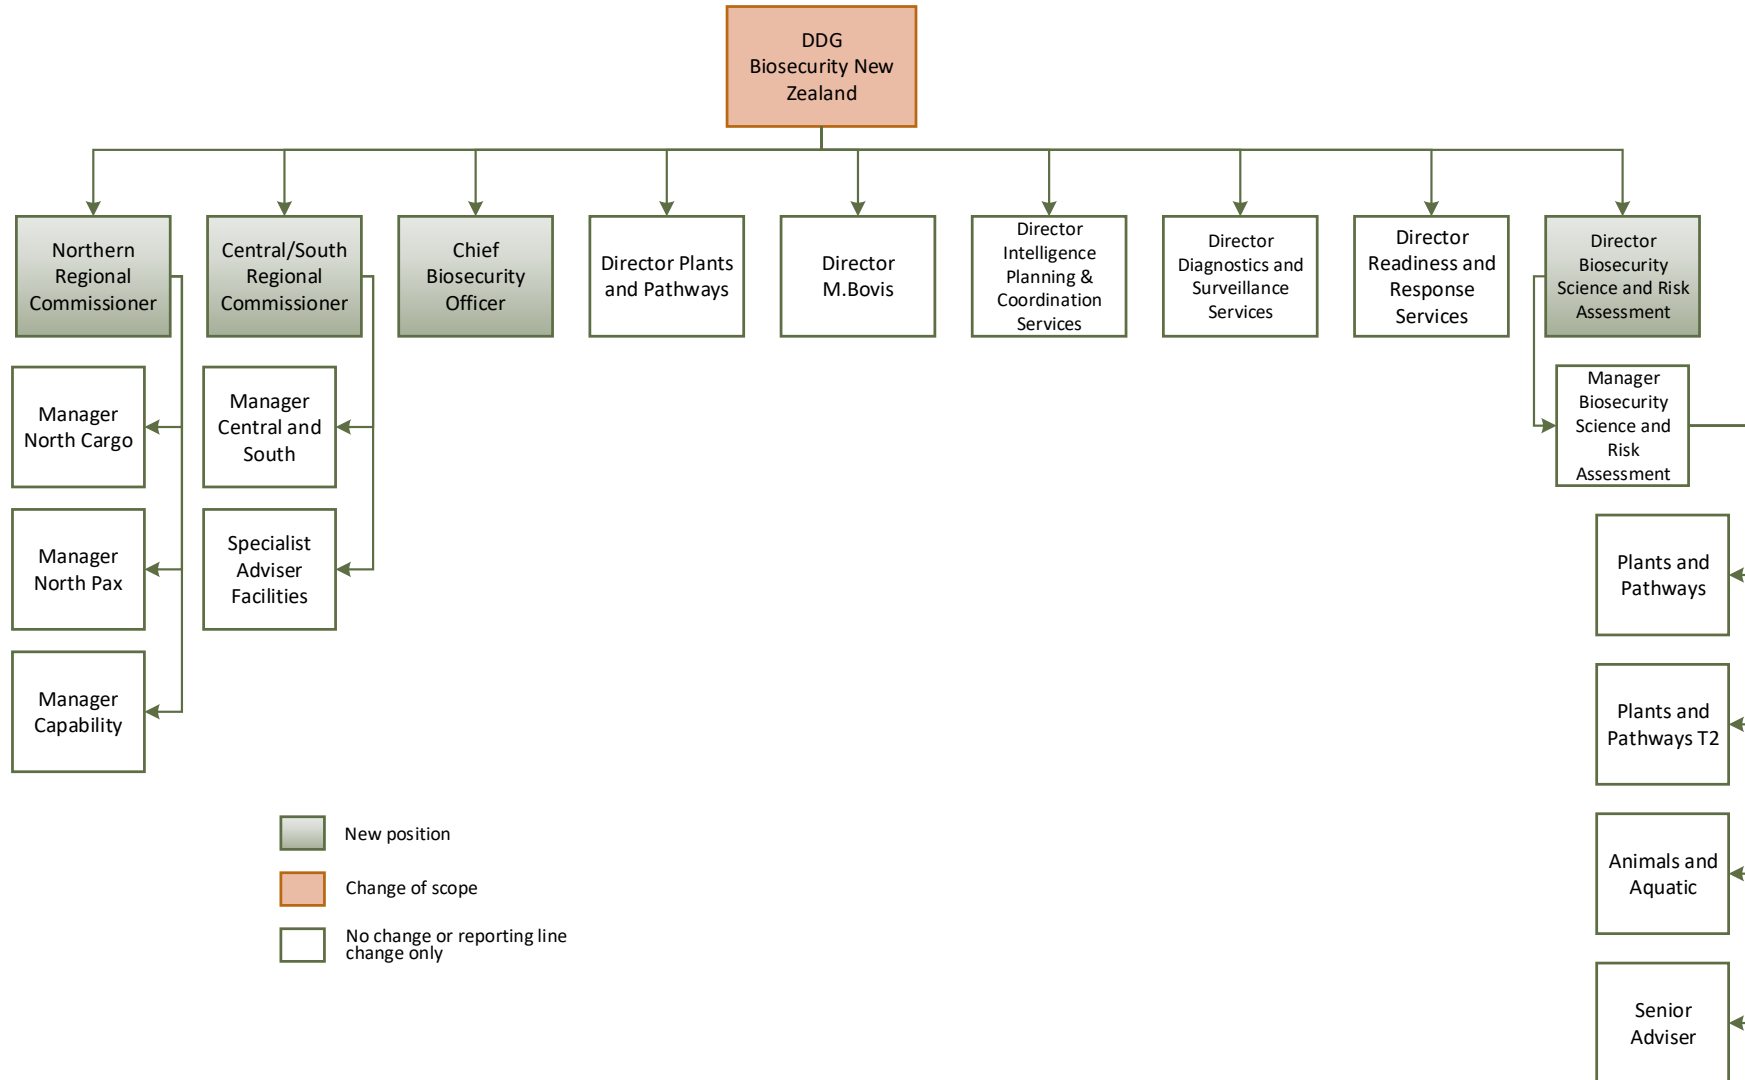 DDG
Biosecurity New
Zealand
Northern
Regional
Commissioner
Central/South
Regional
Commissioner
Chief
Biosecurity
Officer
Director Plants
and Pathways
Director
M.Bovis
Director
Intelligence
Planning &
Coordination
Services
Director
Diagnostics and
Surveillance
Services
Director
Readiness and
Response
Services
Director
Biosecurity
Science and Risk
Assessment
Manager
North Cargo
Manager
Central and
South
Manager
Biosecurity
Science and
Risk
Assessment
Manager
North Pax
Specialist
Adviser
Facilities
Plants and
Pathways
Manager
Capability
Plants and
Pathways T2
Animals and
Aquatic
Senior
Adviser
New position
Change of scope
No change or reporting line
change only